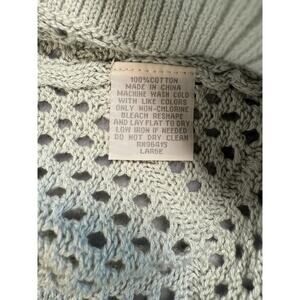 100%COTTON
MADE IN CHINA
MACHINE WASH COLD
WITH LIKE COLORS
ONLY NON-CHLORINE
BLEACH RESHAPE
AND LAY FLAT TO DRY
LOW IRON IF NEEDED
DO NOT DRY CLEAN
RN96415
LARGE